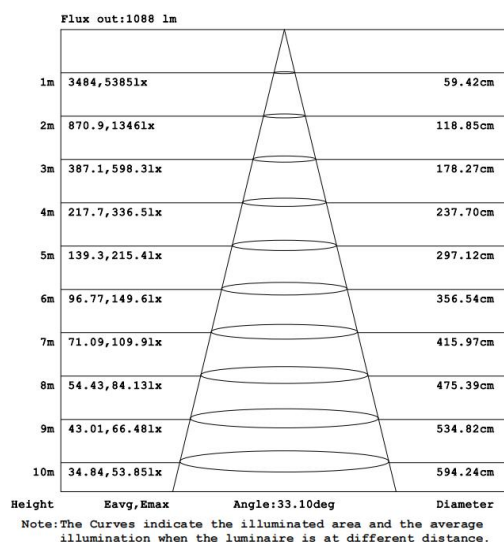 Flux out:1088 lm
1m 3484,5385lx 59.42cm
2m 870.9,1346lx 118.85cm
3m 387.1,598.3lx 178.27cm
4m 217.7,336.5lx 237.70cm
5m 139.3,215.4lx 297.12cm
6m 96.77,149.6lx 356.54cm
7m 71.09,109.9lx 415.97cm
8m 54.43,84.13lx 475.39cm
9m 43.01,66.48lx 534.82cm
10m 34.84,53.85lx 594.24cm
Height Eavg,Emax Angle:33.10deg Diameter
Note:The Curves indicate the illuminated area and the average
illumination when the luminaire is at different distance.